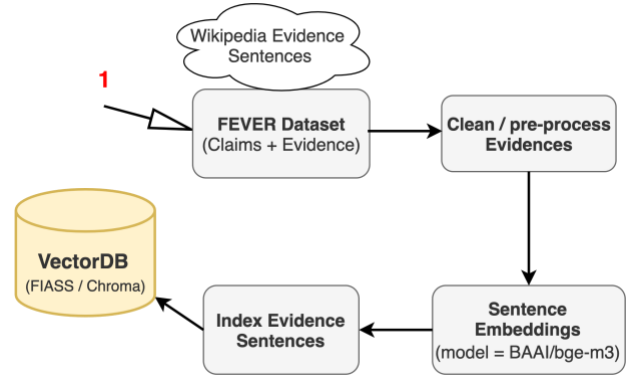 Wikipedia Evidence
Sentences
1
FEVER Dataset
(Claims + Evidence)
Clean / pre-process
Evidences
Sentence
Embeddings
(model = BAAI/bge-m3)
Index Evidence
Sentences
VectorDB
(FIASS / Chroma)